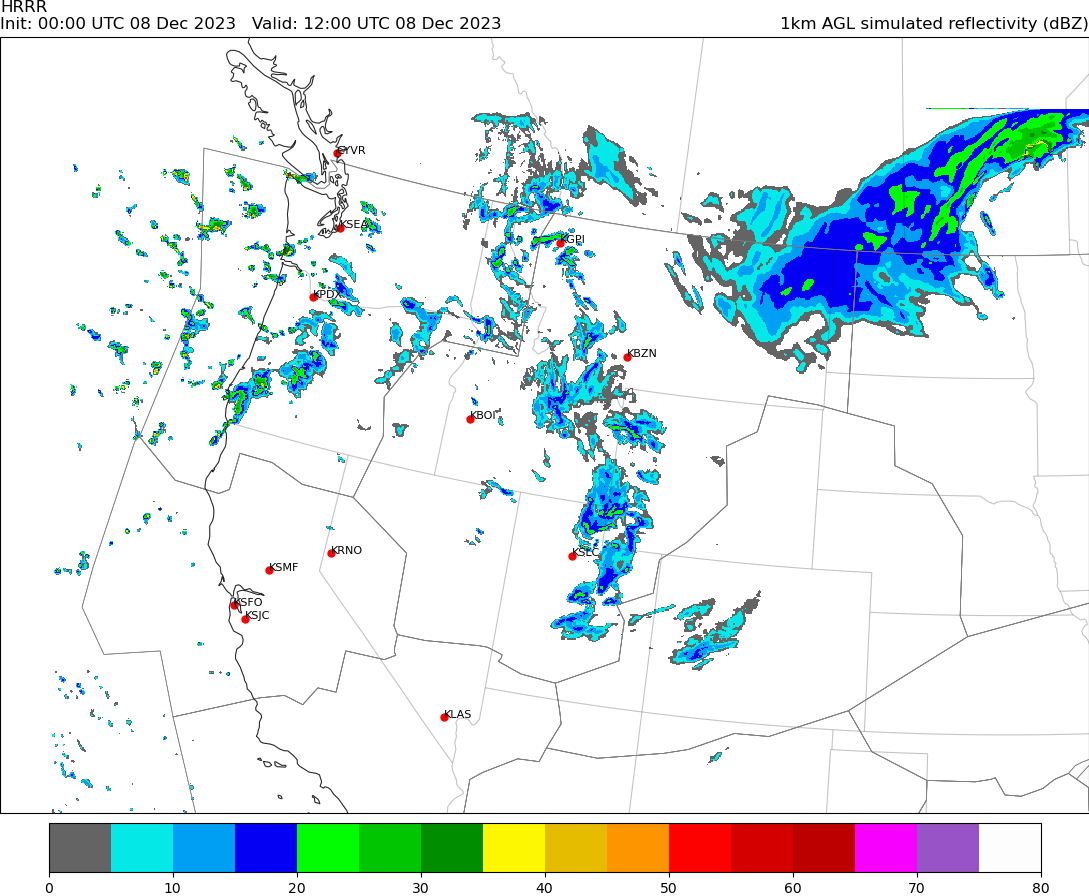 HRRR
Init: 00:00 UTC 08 Dec 2023   Valid: 12:00 UTC 08 Dec 2023
1km AGL simulated reflectivity (dBZ)
CYVR
KSEA
KGPI
KPDX
KBZN
KBOI
KSLC
KRNO
KSMF
KSFO
KSJC
KLAS
0 10 20 30 40 50 60 70 80